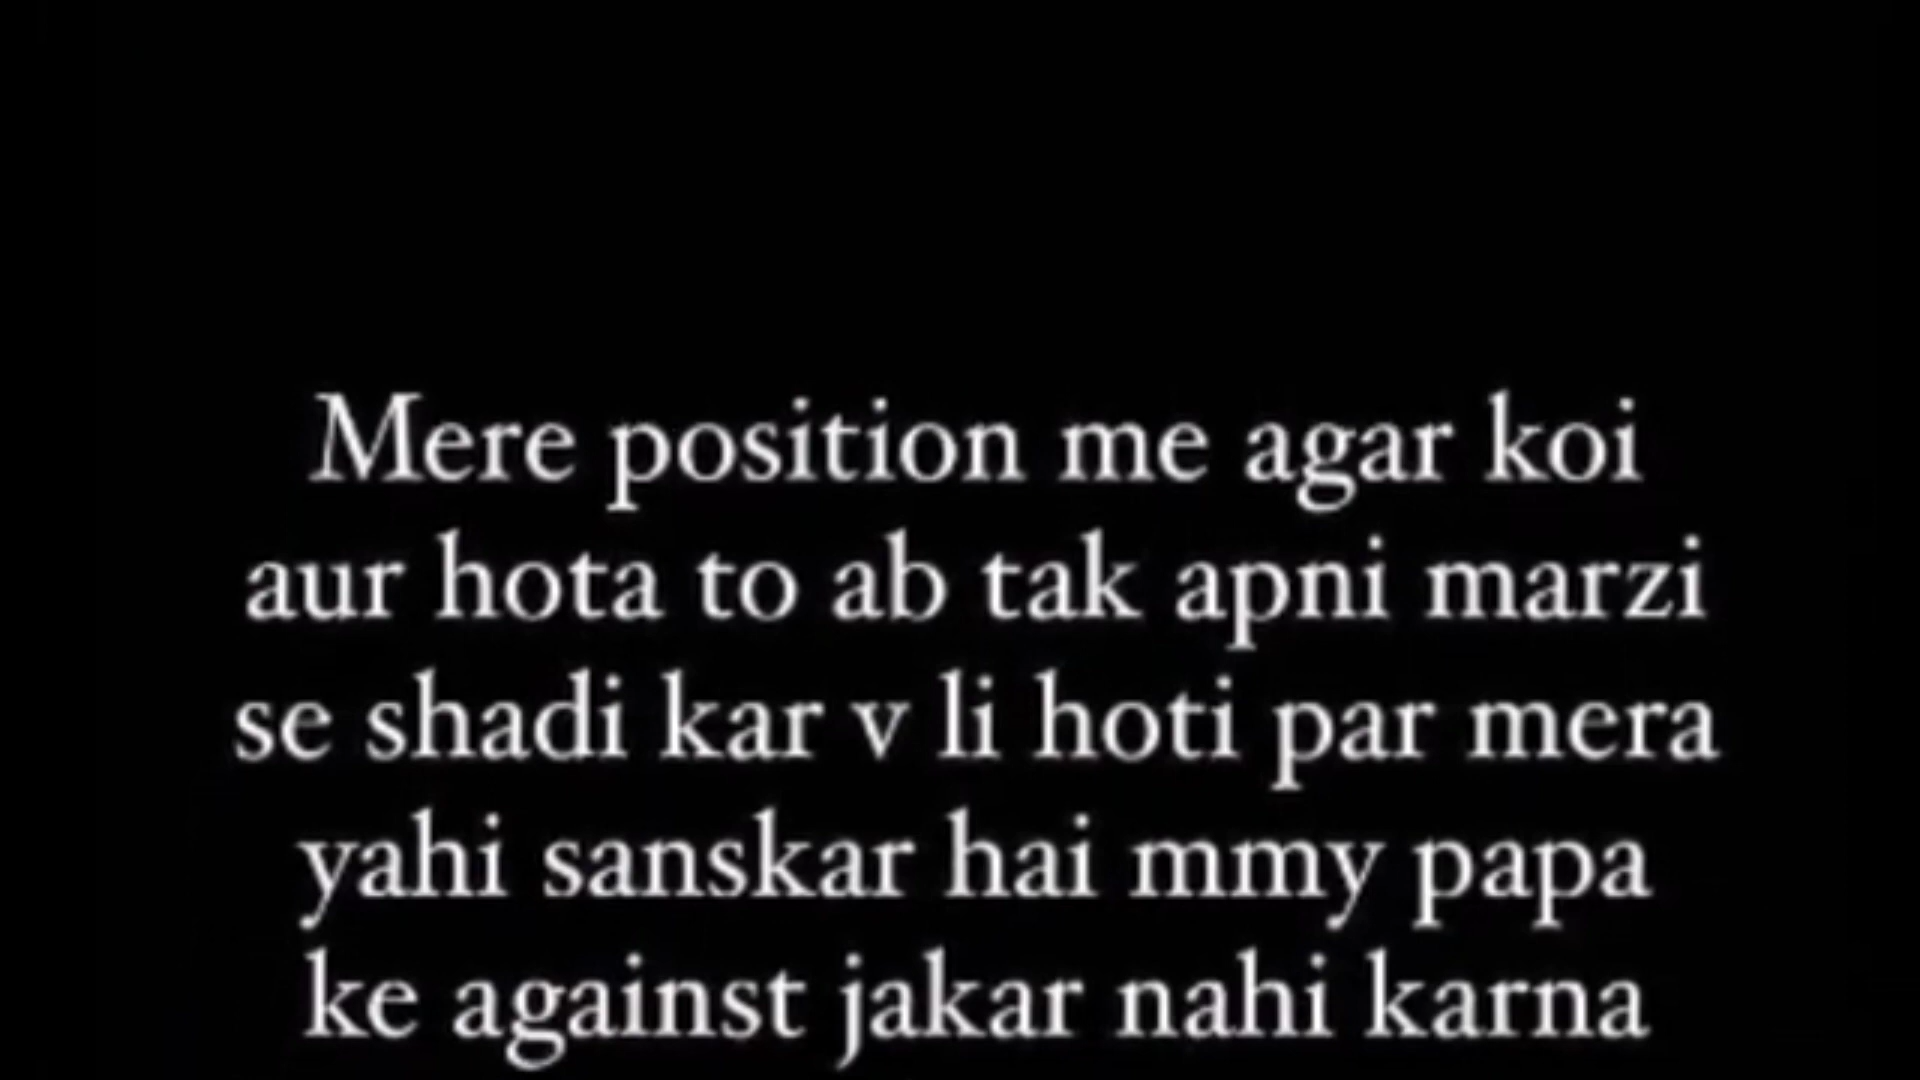 Mere position me agar koi
aur hota to ab tak apni marzi
se shadi kar v li hoti par mera
yahi sanskar hai mmy papa
ke against jakar nahi karna